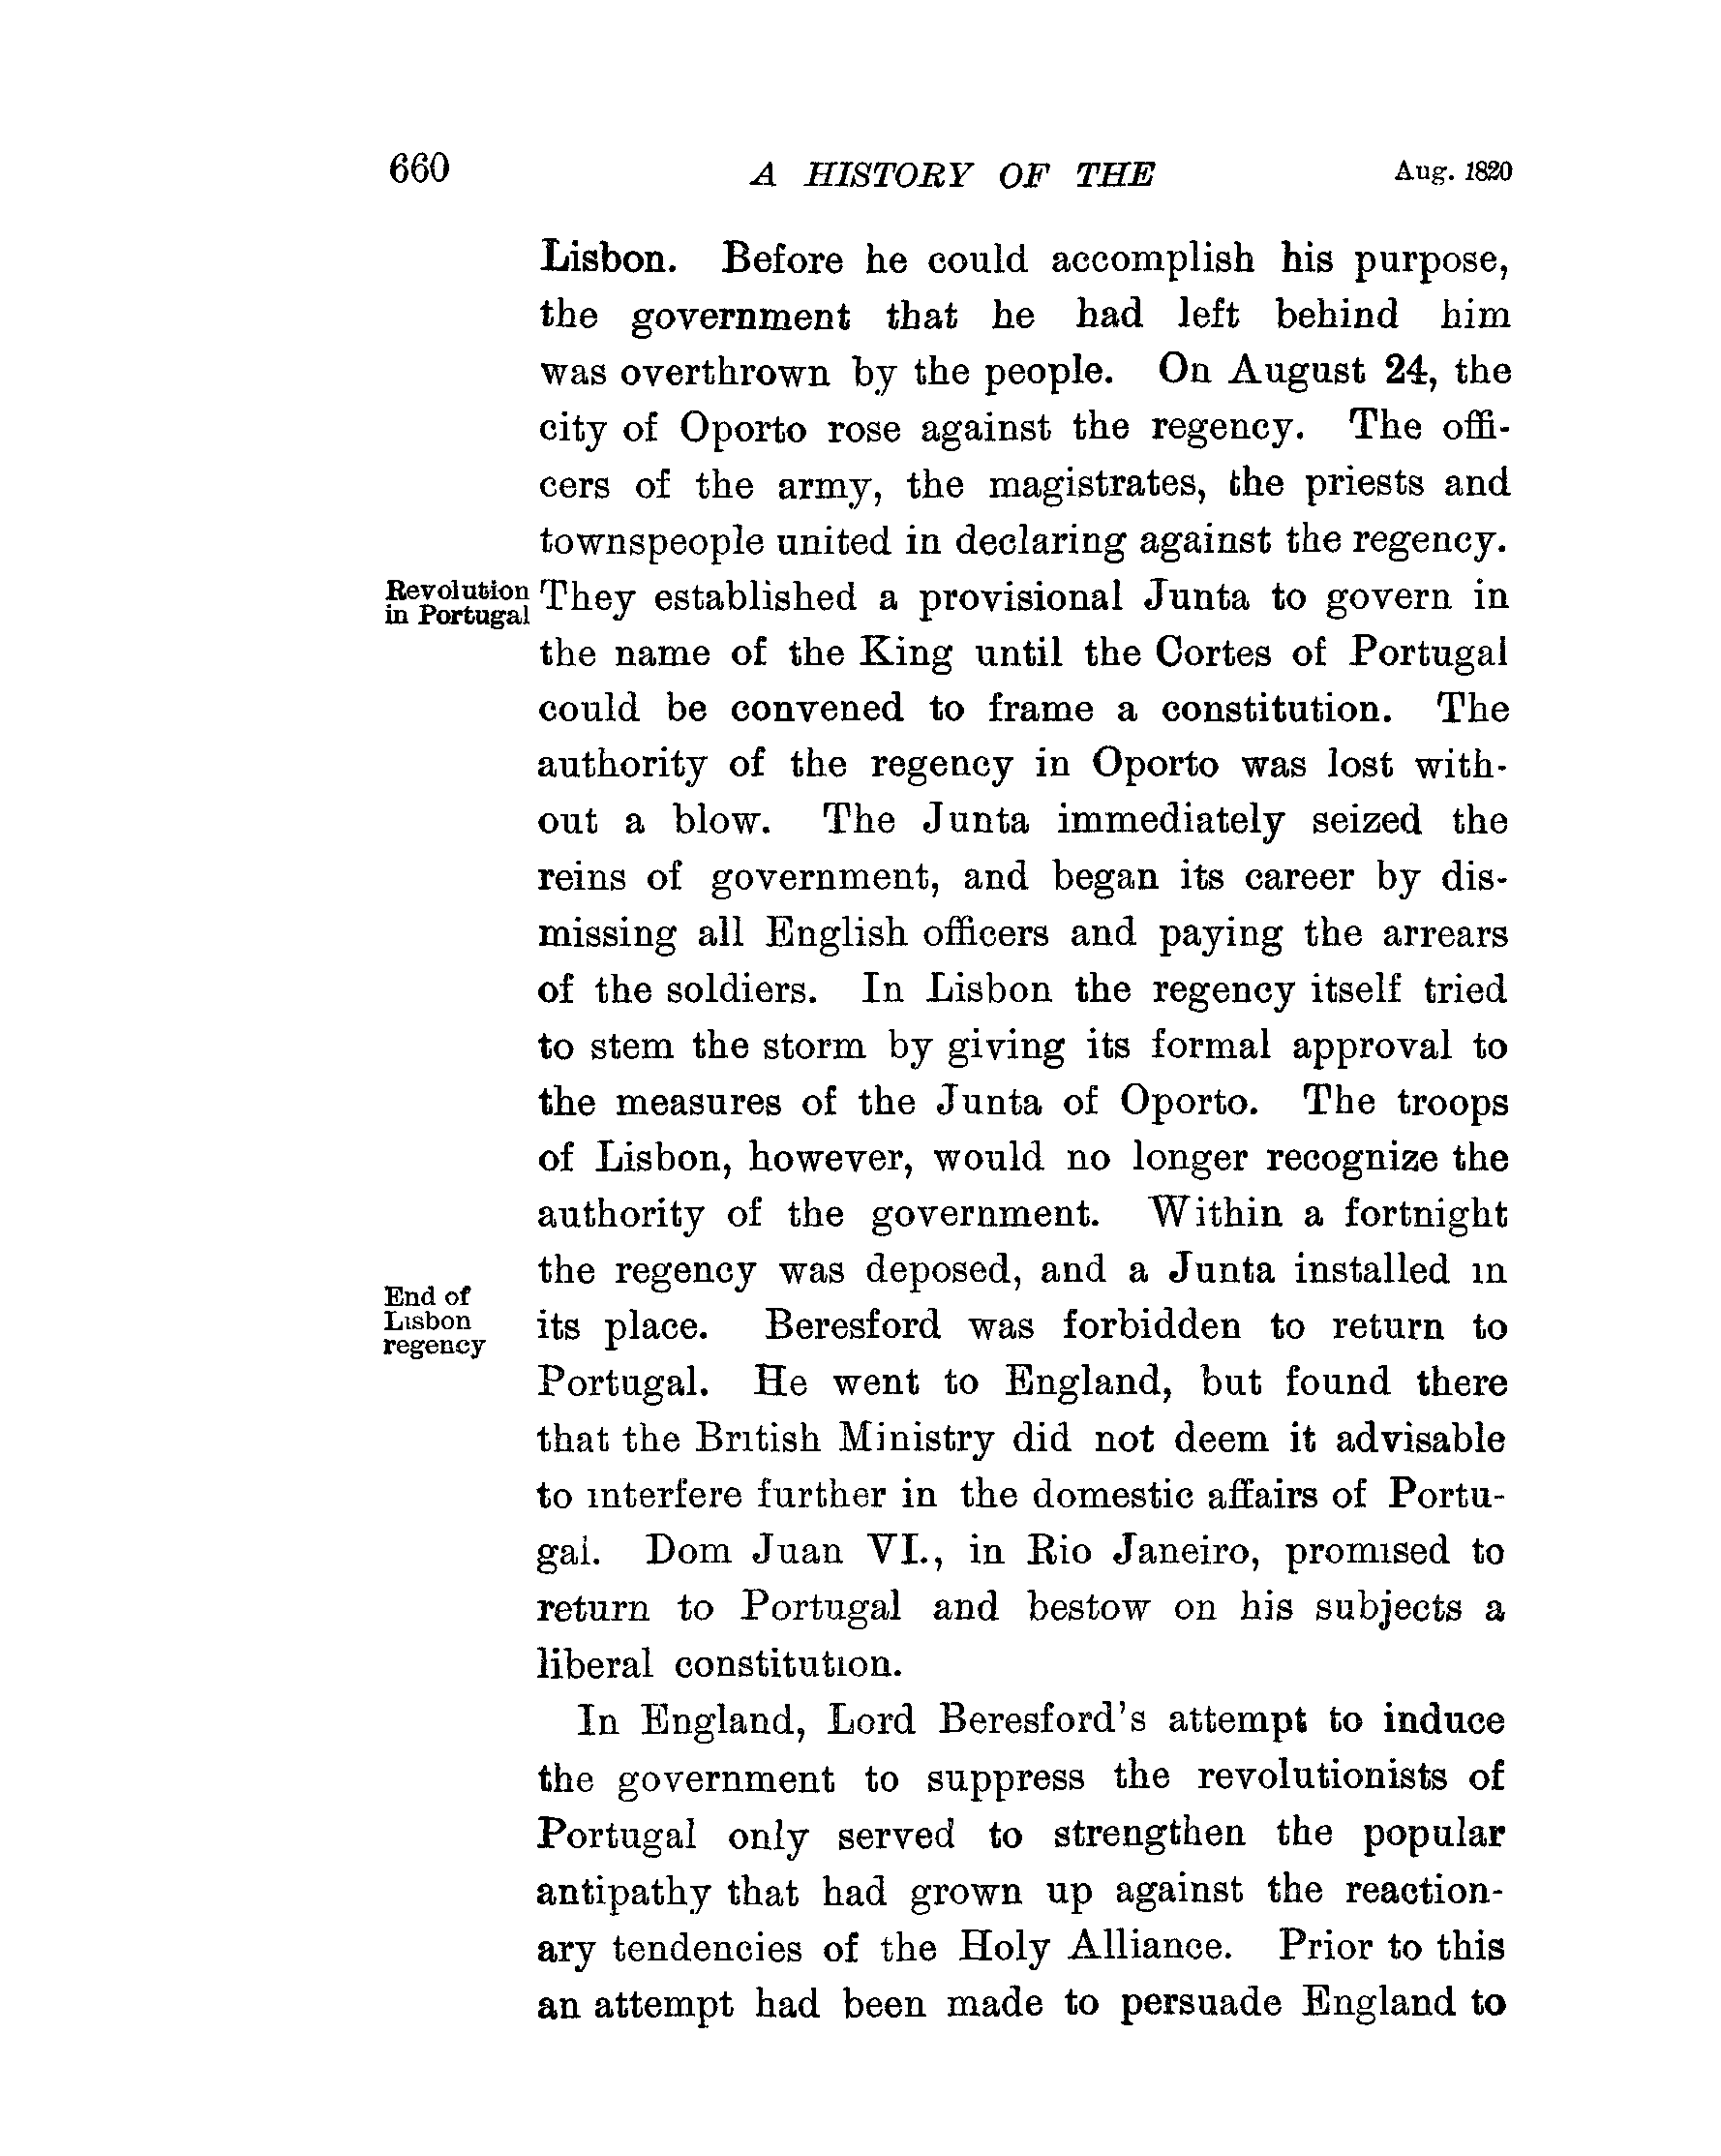 660 A HISTORY OF THE Aug. 1820
Lisbon. Before he could accomplish his purpose,
the government that he had left behind him
was overthrown by the people. On August 24, the
city of Oporto rose against the regency. The offi-
cers of the army, the magistrates, the priests and
townspeople united in declaring against the regency.
Revolution
in Portugal
They established a provisional Junta to govern in
the name of the King until the Cortes of Portugal
could be convened to frame a constitution. The
authority of the regency in Oporto was lost with-
out a blow. The Junta immediately seized the
reins of government, and began its career by dis-
missing all English officers and paying the arrears
of the soldiers. In Lisbon the regency itself tried
to stem the storm by giving its formal approval to
the measures of the Junta of Oporto. The troops
of Lisbon, however, would no longer recognize the
authority of the government. Within a fortnight
the regency was deposed, and a Junta installed in
End of
Lisbon
regency
its place. Beresford was forbidden to return to
Portugal. He went to England, but found there
that the British Ministry did not deem it advisable
to interfere further in the domestic affairs of Portu-
gal. Dom Juan VI., in Rio Janeiro, promised to
return to Portugal and bestow on his subjects a
liberal constitution.
In England, Lord Beresford's attempt to induce
the government to suppress the revolutionists of
Portugal only served to strengthen the popular
antipathy that had grown up against the reaction-
ary tendencies of the Holy Alliance. Prior to this
an attempt had been made to persuade England to